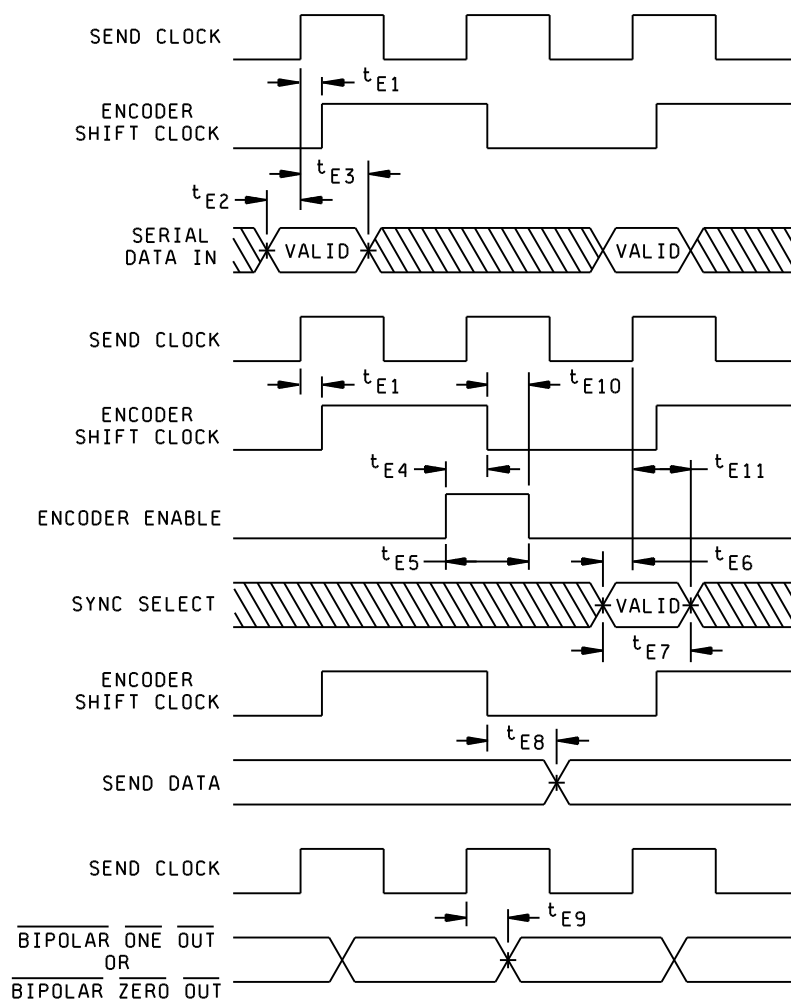 SEND CLOCK
tE1
ENCODER
SHIFT CLOCK
tE3
tE2
SERIAL
DATA IN
VALID
VALID
SEND CLOCK
tE1
tE10
ENCODER
SHIFT CLOCK
tE4
tE11
ENCODER ENABLE
tE5
tE6
SYNC SELECT
VALID
tE7
ENCODER
SHIFT CLOCK
tE8
SEND DATA
SEND CLOCK
tE9
BIPOLAR ONE OUT
OR
BIPOLAR ZERO OUT